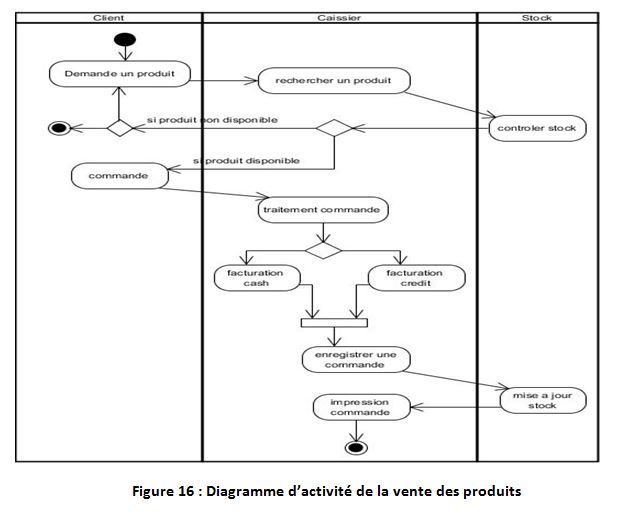 Client
Caissier
Stock
Demande un produit
rechercher un produit
si produit non disponible
controler stock
si produit disponible
commande
traitement commande
facturation
cash
facturation
credit
enregistrer une
commande
mise a jour
stock
impression
commande
Figure 16 : Diagramme d’activité de la vente des produits